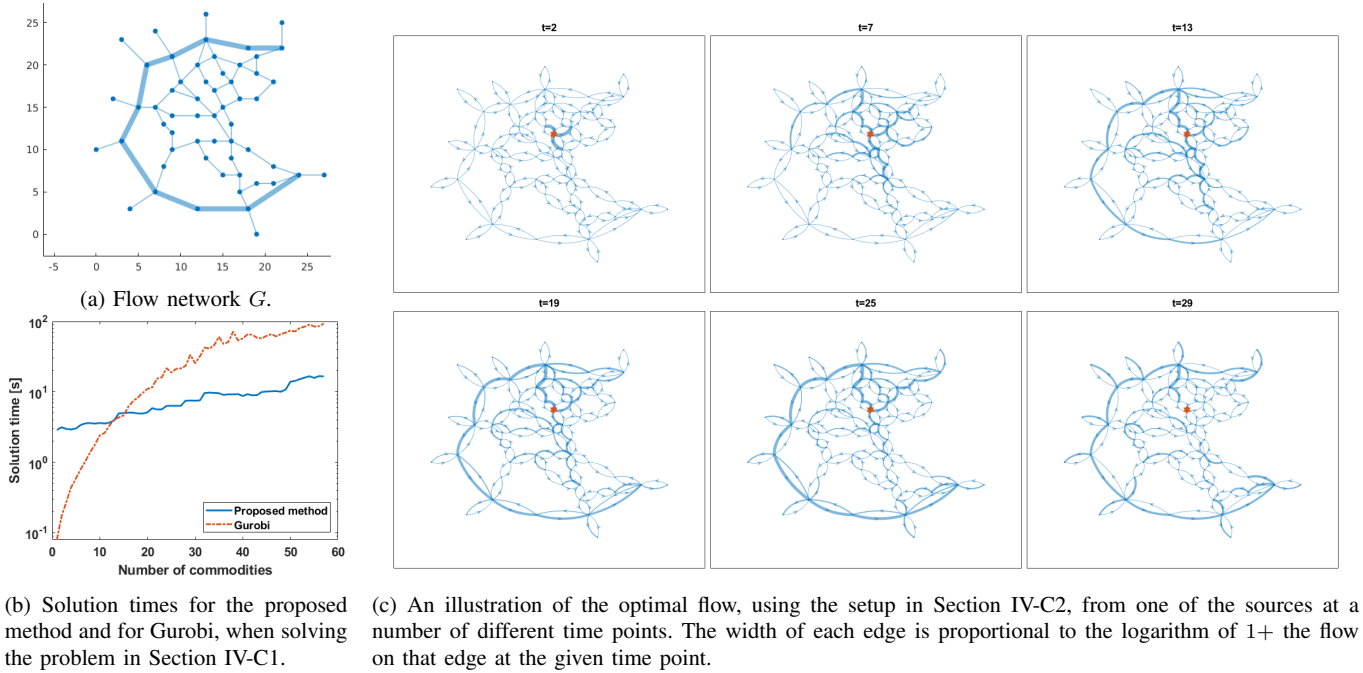 25
20
15
10
5
0
-5
0
5
10
15
20
25
(a) Flow network G.
10^2
10^1
10^0
10^-1
Solution time [s]
Proposed method
Gurobi
0
10
20
30
40
50
60
Number of commodities
(b) Solution times for the proposed
method and for Gurobi, when solving
the problem in Section IV-C1.
t=2
t=7
t=13
t=19
t=25
t=29
(c) An illustration of the optimal flow, using the setup in Section IV-C2, from one of the sources at a
number of different time points. The width of each edge is proportional to the logarithm of 1+ the flow
on that edge at the given time point.